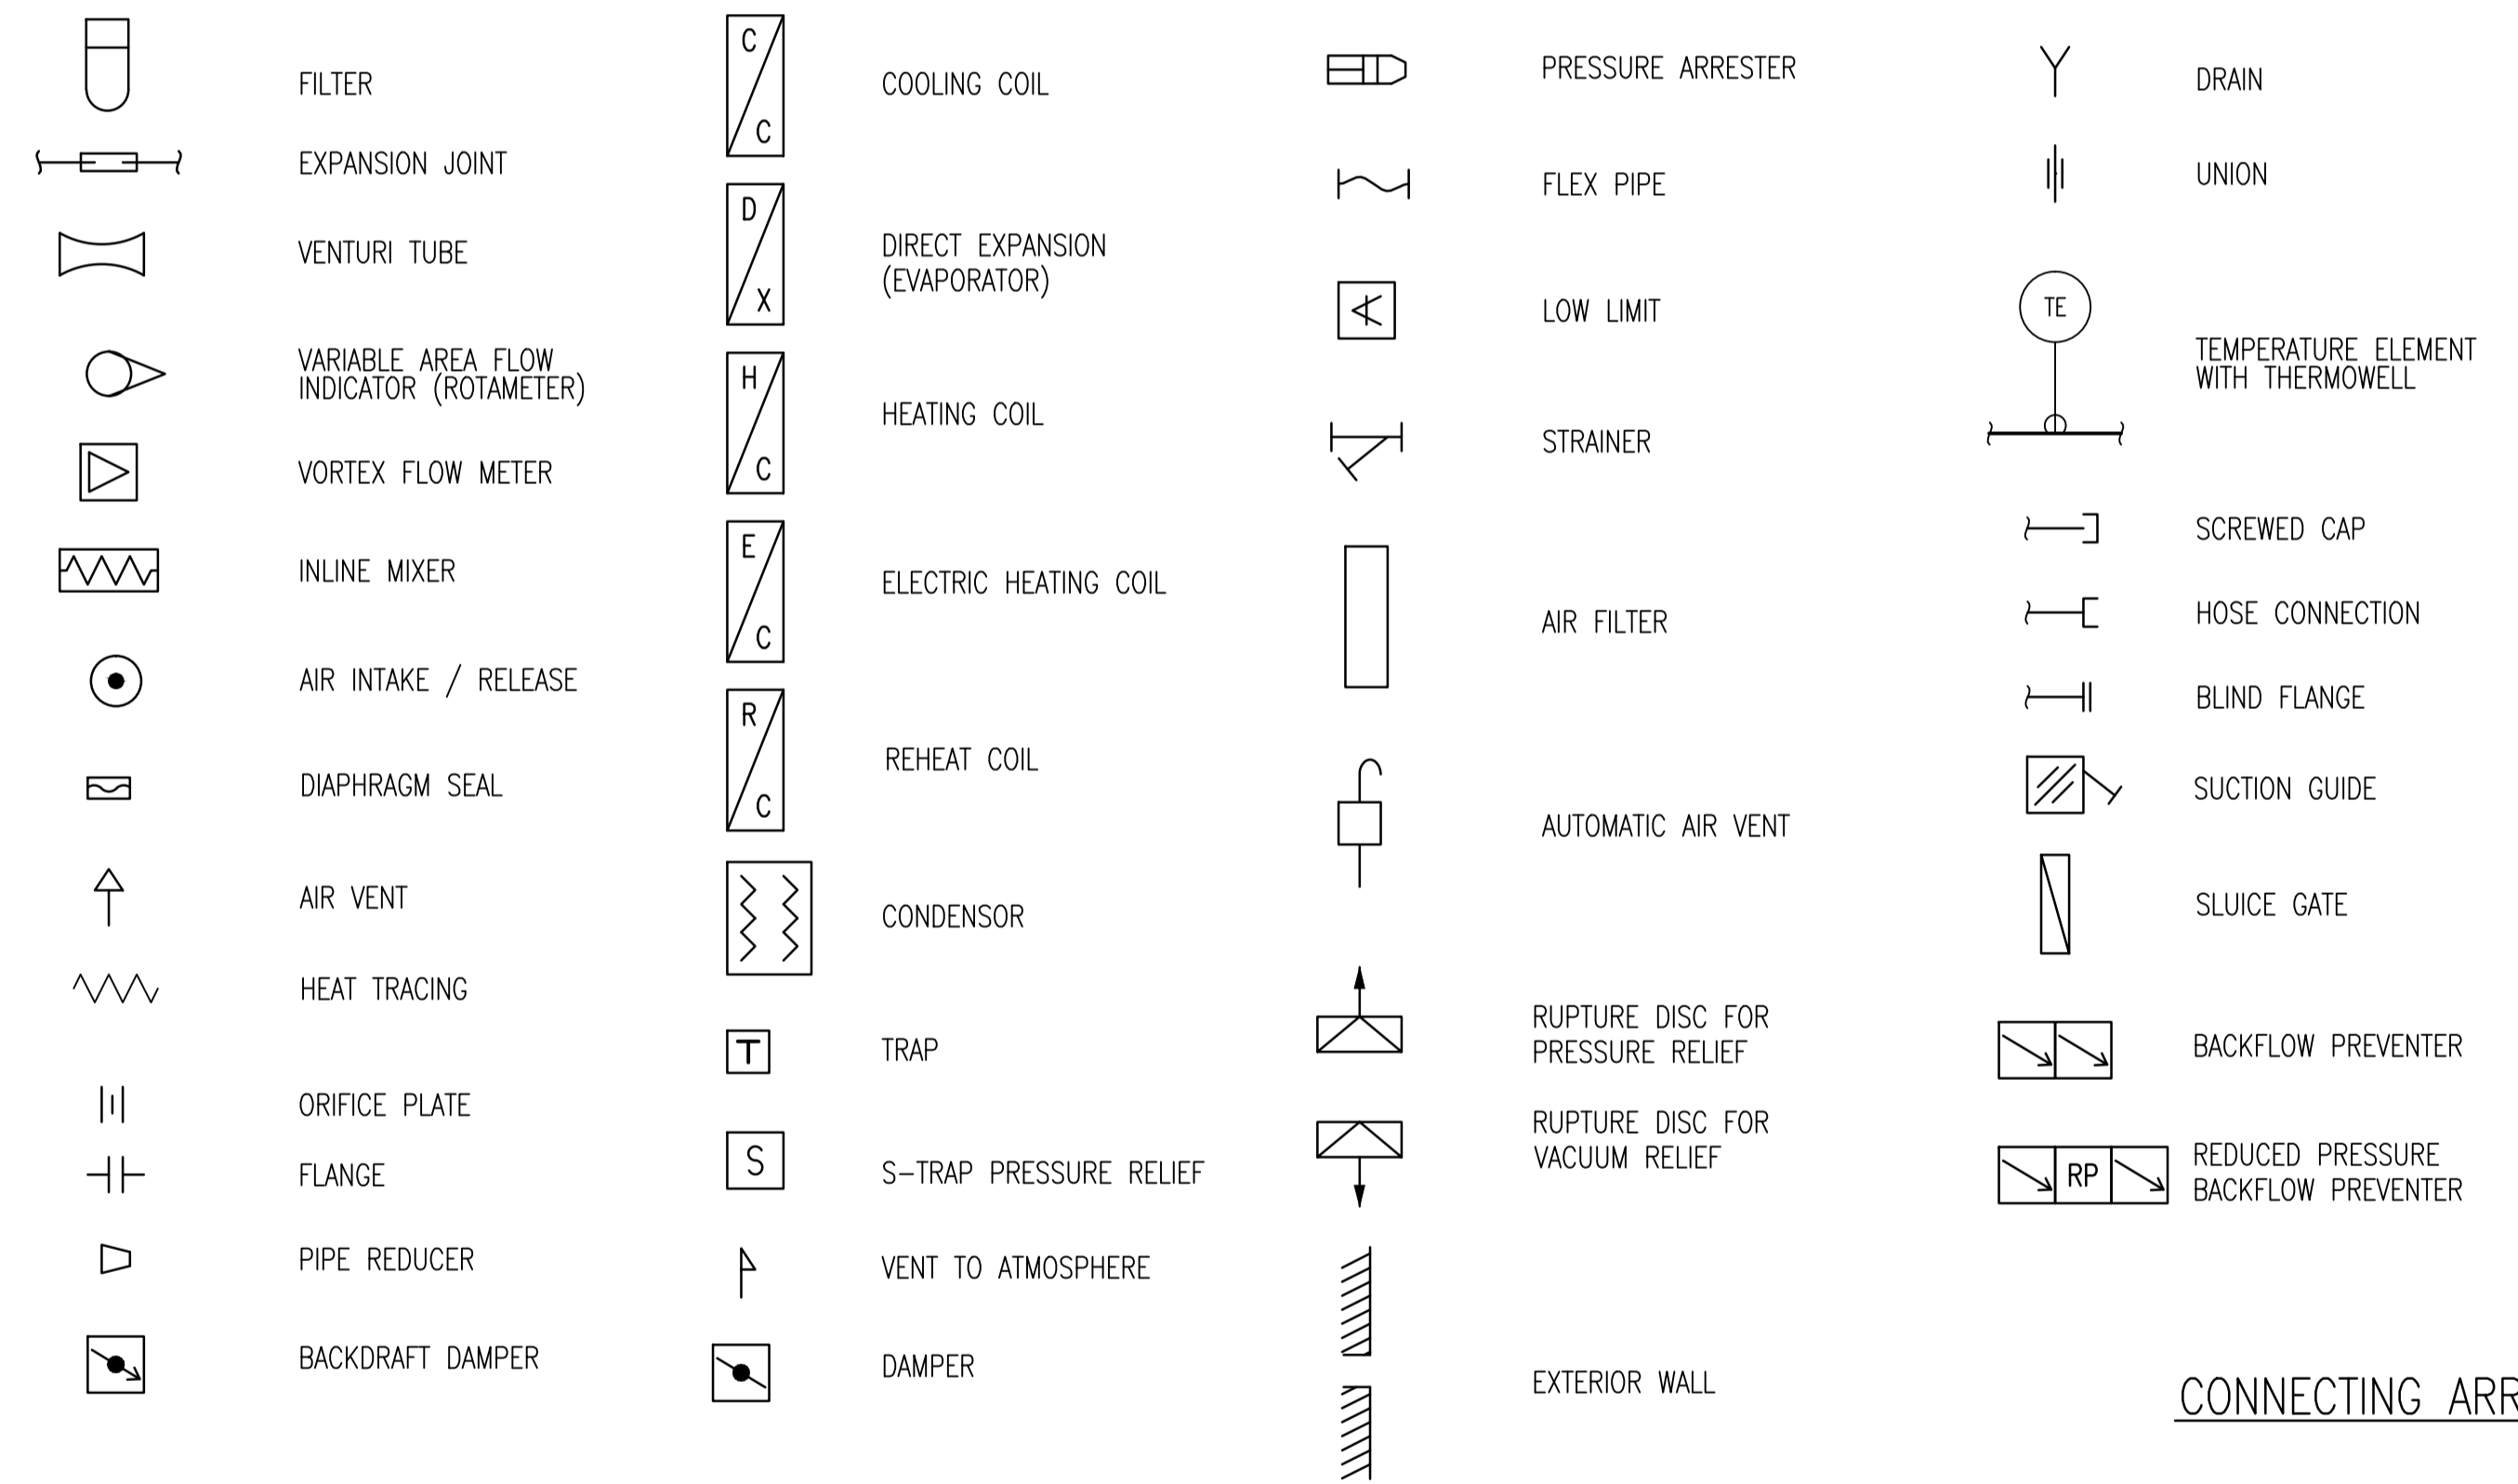 FILTER
EXPANSION JOINT
VENTURI TUBE
VARIABLE AREA FLOW
INDICATOR (ROTAMETER)
VORTEX FLOW METER
INLINE MIXER
AIR INTAKE / RELEASE
DIAPHRAGM SEAL
AIR VENT
HEAT TRACING
ORIFICE PLATE
FLANGE
PIPE REDUCER
BACKDRAFT DAMPER
C
C
COOLING COIL
D
X
DIRECT EXPANSION
(EVAPORATOR)
H
C
HEATING COIL
E
C
ELECTRIC HEATING COIL
R
C
REHEAT COIL
CONDENSOR
T
TRAP
S
S-TRAP PRESSURE RELIEF
VENT TO ATMOSPHERE
DAMPER
PRESSURE ARRESTER
FLEX PIPE
LOW LIMIT
STRAINER
AIR FILTER
AUTOMATIC AIR VENT
RUPTURE DISC FOR
PRESSURE RELIEF
RUPTURE DISC FOR
VACUUM RELIEF
EXTERIOR WALL
DRAIN
UNION
TE
TEMPERATURE ELEMENT
WITH THERMOWELL
SCREWED CAP
HOSE CONNECTION
BLIND FLANGE
SUCTION GUIDE
SLUICE GATE
BACKFLOW PREVENTER
RP
REDUCED PRESSURE
BACKFLOW PREVENTER
CONNECTING